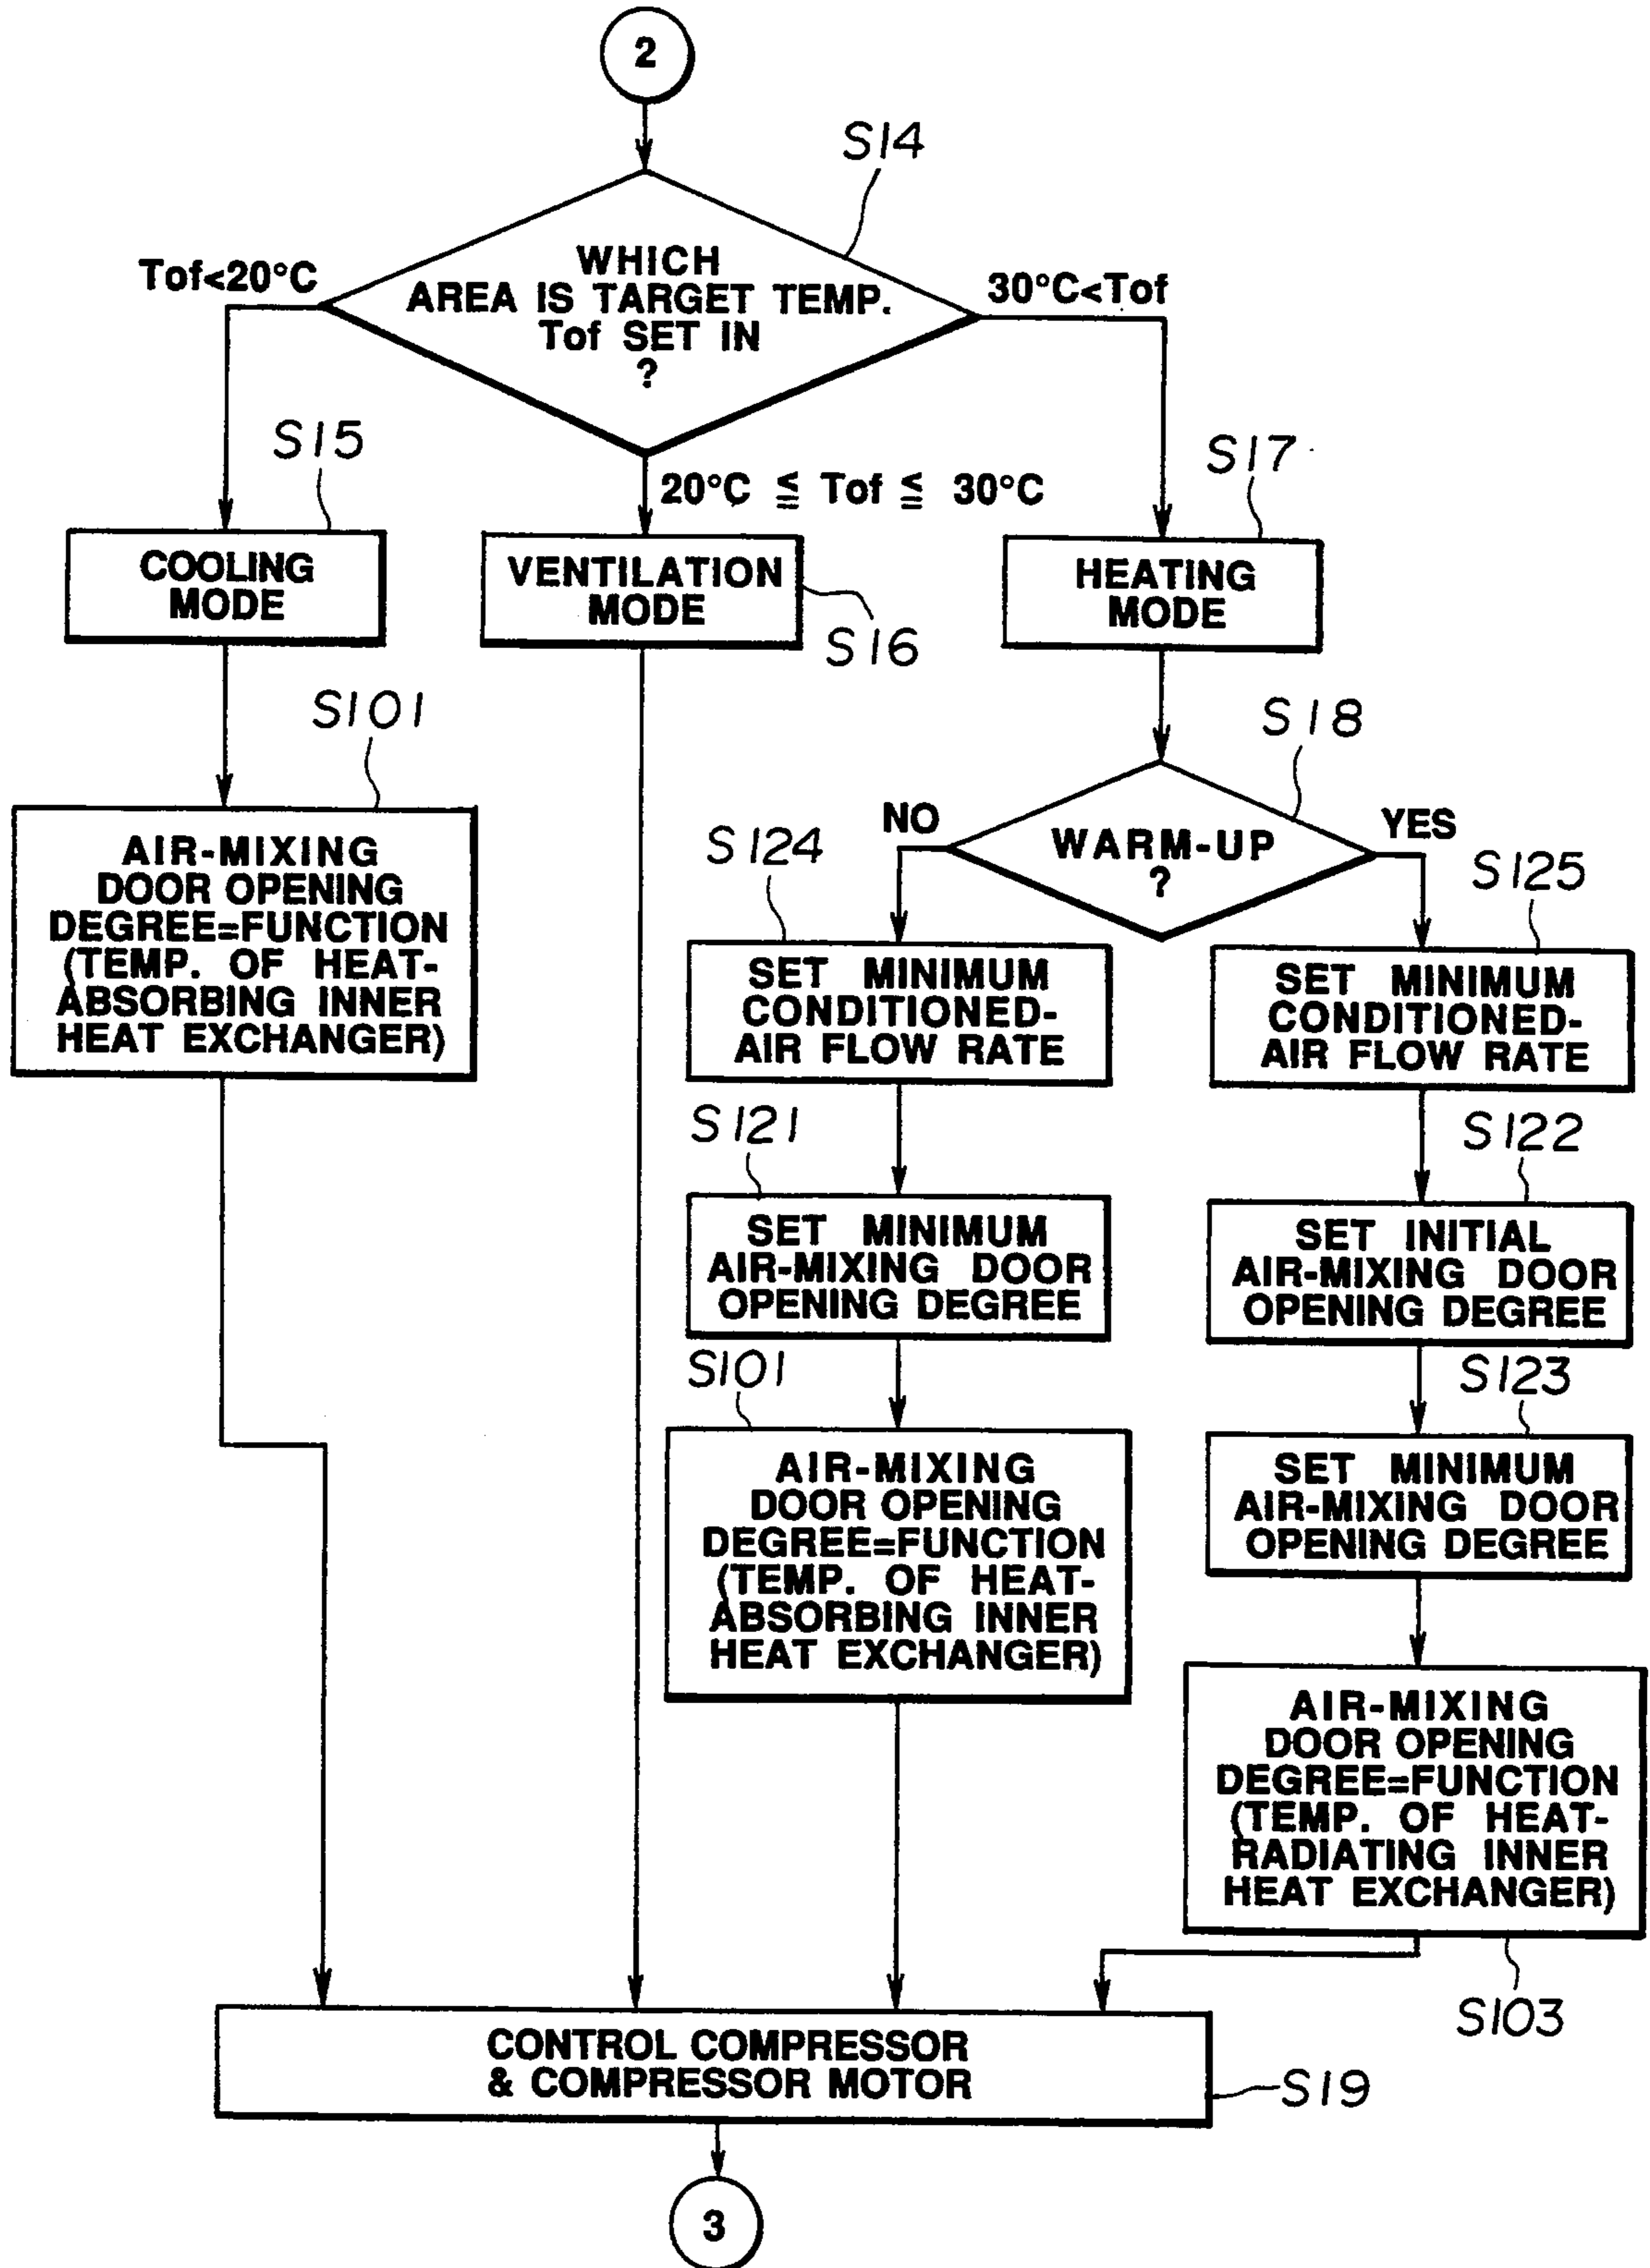 2
S14
WHICH
AREA IS TARGET TEMP.
Tof SET IN
?
Tof<20°C
30°C<Tof
20°C ≦ Tof ≦ 30°C
S15
COOLING
MODE
VENTILATION
MODE
S16
S17
HEATING
MODE
S101
AIR-MIXING
DOOR OPENING
DEGREE=FUNCTION
(TEMP. OF HEAT-
ABSORBING INNER
HEAT EXCHANGER)
S18
WARM-UP
?
NO
YES
S124
SET MINIMUM
CONDITIONED-
AIR FLOW RATE
S125
SET MINIMUM
CONDITIONED-
AIR FLOW RATE
S121
SET MINIMUM
AIR-MIXING DOOR
OPENING DEGREE
S122
SET INITIAL
AIR-MIXING DOOR
OPENING DEGREE
S101
AIR-MIXING
DOOR OPENING
DEGREE=FUNCTION
(TEMP. OF HEAT-
ABSORBING INNER
HEAT EXCHANGER)
S123
SET MINIMUM
AIR-MIXING DOOR
OPENING DEGREE
AIR-MIXING
DOOR OPENING
DEGREE=FUNCTION
(TEMP. OF HEAT-
RADIATING INNER
HEAT EXCHANGER)
S103
CONTROL COMPRESSOR
& COMPRESSOR MOTOR
S19
3